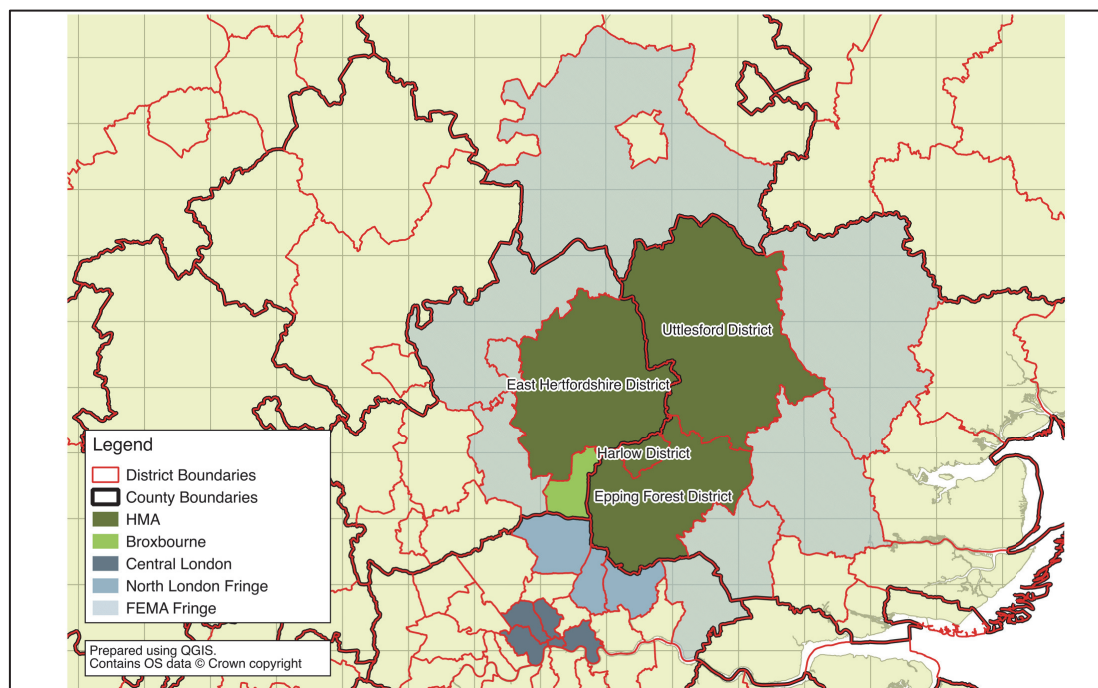 Uttlesford District
East Hertfordshire District
Harlow District
Epping Forest District
Legend
District Boundaries
County Boundaries
HMA
Broxbourne
Central London
North London Fringe
FEMA Fringe
Prepared using QGIS.
Contains OS data © Crown copyright